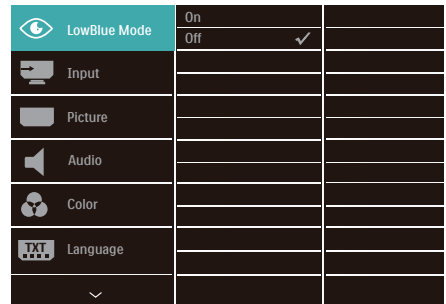 LowBlue Mode
On
Off
Input
Picture
Audio
Color
TXT
Language